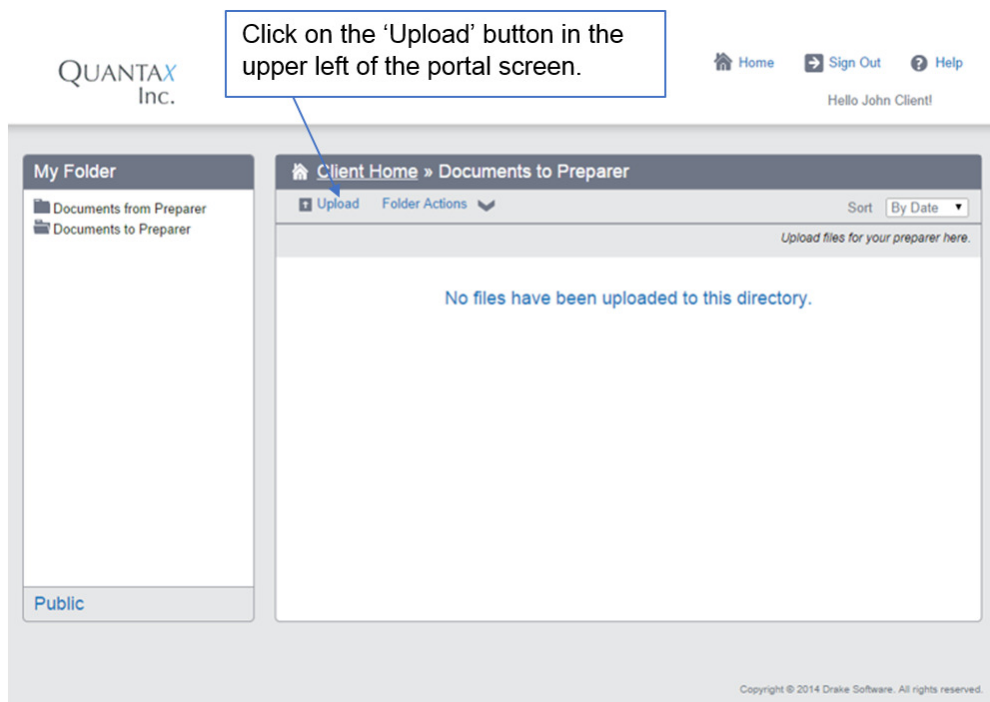 Click on the ‘Upload’ button in the
upper left of the portal screen.
QUANTAX
Inc.
Home
Sign Out
Help
Hello John Client!
My Folder
Documents from Preparer
Documents to Preparer
Public
Client Home » Documents to Preparer
Upload
Folder Actions
Sort
By Date
Upload files for your preparer here.
No files have been uploaded to this directory.
Copyright © 2014 Drake Software. All rights reserved.